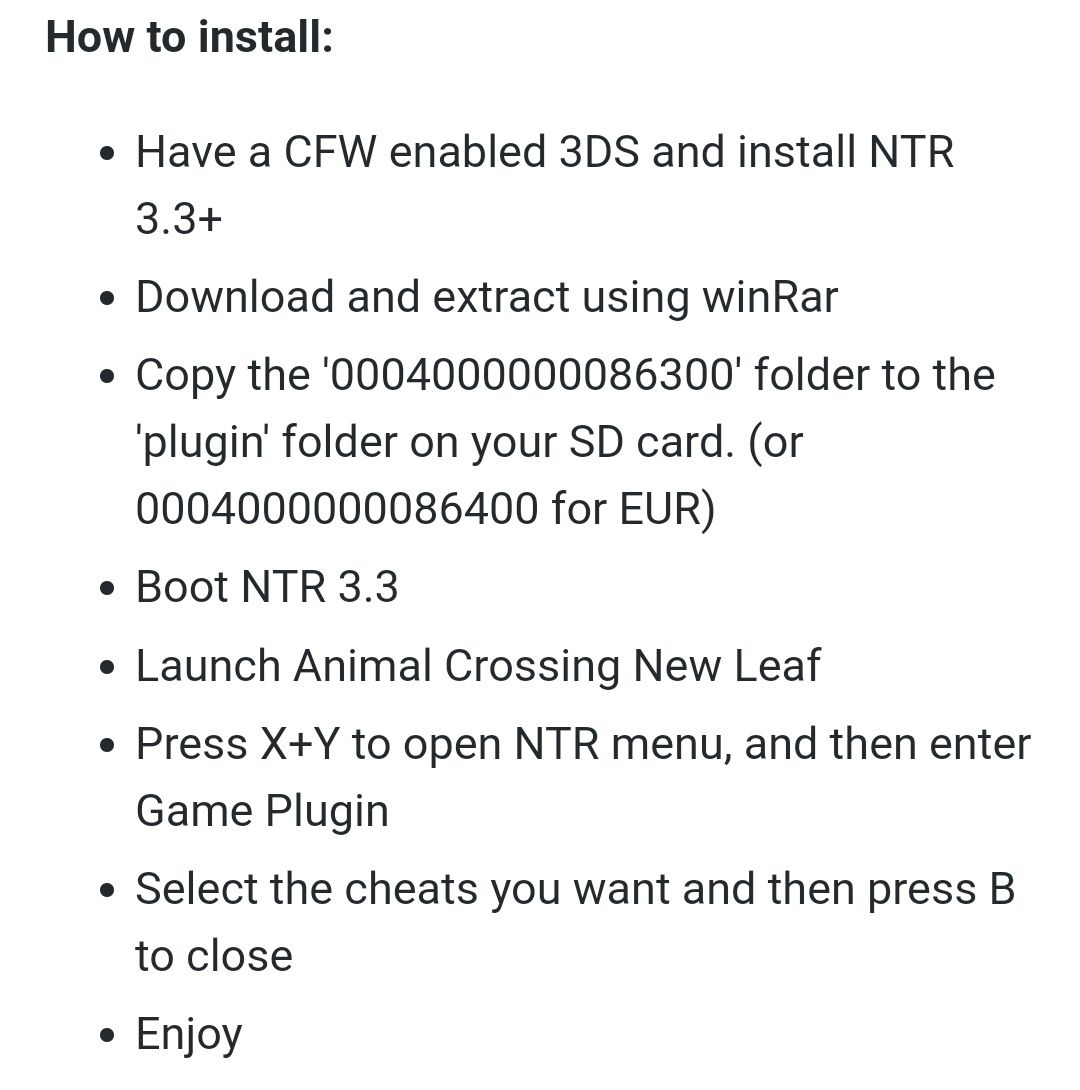 How to install:
• Have a CFW enabled 3DS and install NTR
3.3+
• Download and extract using winRar
• Copy the '0004000000086300' folder to the
'plugin' folder on your SD card. (or
0004000000086400 for EUR)
• Boot NTR 3.3
• Launch Animal Crossing New Leaf
• Press X+Y to open NTR menu, and then enter
Game Plugin
• Select the cheats you want and then press B
to close
• Enjoy